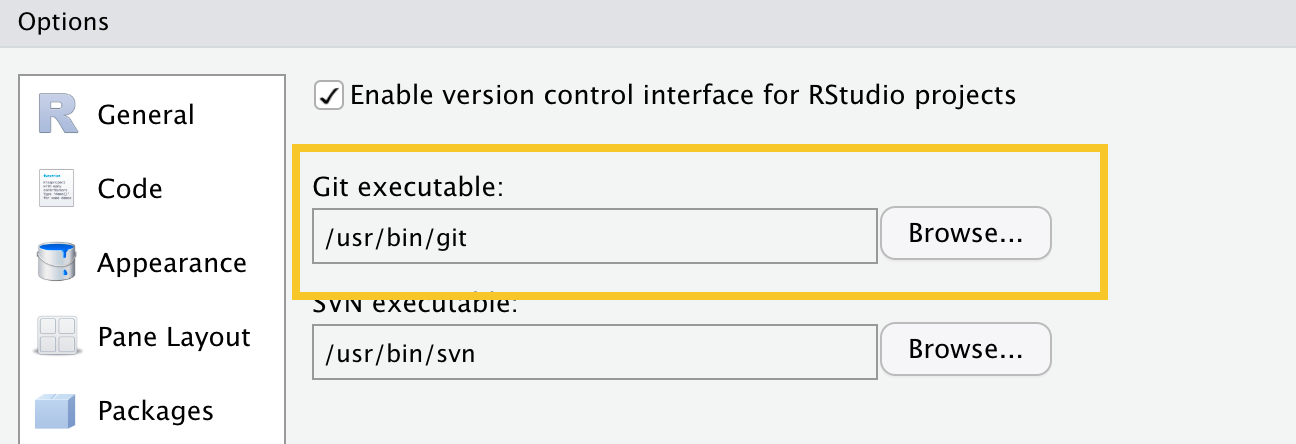 Options
General
Code
Appearance
Pane Layout
Packages
Enable version control interface for RStudio projects
Git executable:
/usr/bin/git
Browse...
SVN executable:
/usr/bin/svn
Browse...